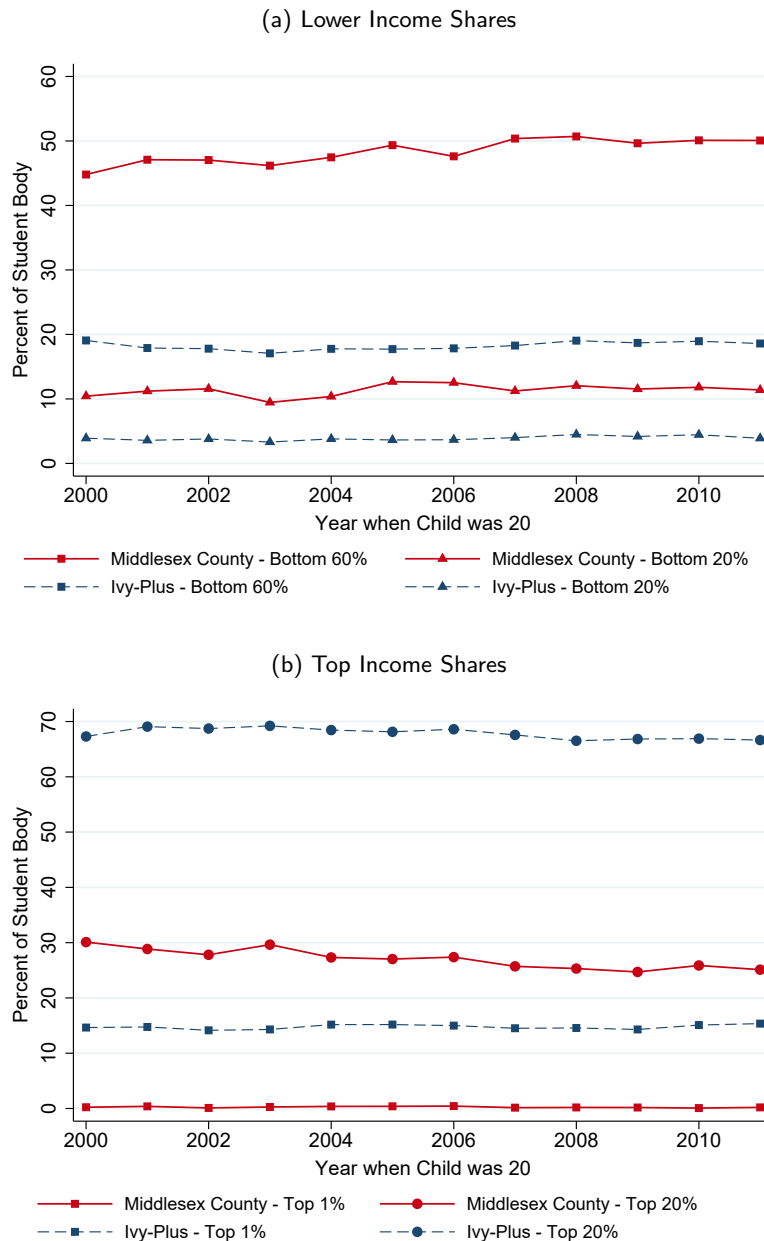 (a) Lower Income Shares
60
50
40
30
20
10
0
Percent of Student Body
2000 2002 2004 2006 2008 2010
Year when Child was 20
Middlesex County - Bottom 60% Middlesex County - Bottom 20%
Ivy-Plus - Bottom 60% Ivy-Plus - Bottom 20%
(b) Top Income Shares
70
60
50
40
30
20
10
0
Percent of Student Body
2000 2002 2004 2006 2008 2010
Year when Child was 20
Middlesex County - Top 1% Middlesex County - Top 20%
Ivy-Plus - Top 1% Ivy-Plus - Top 20%